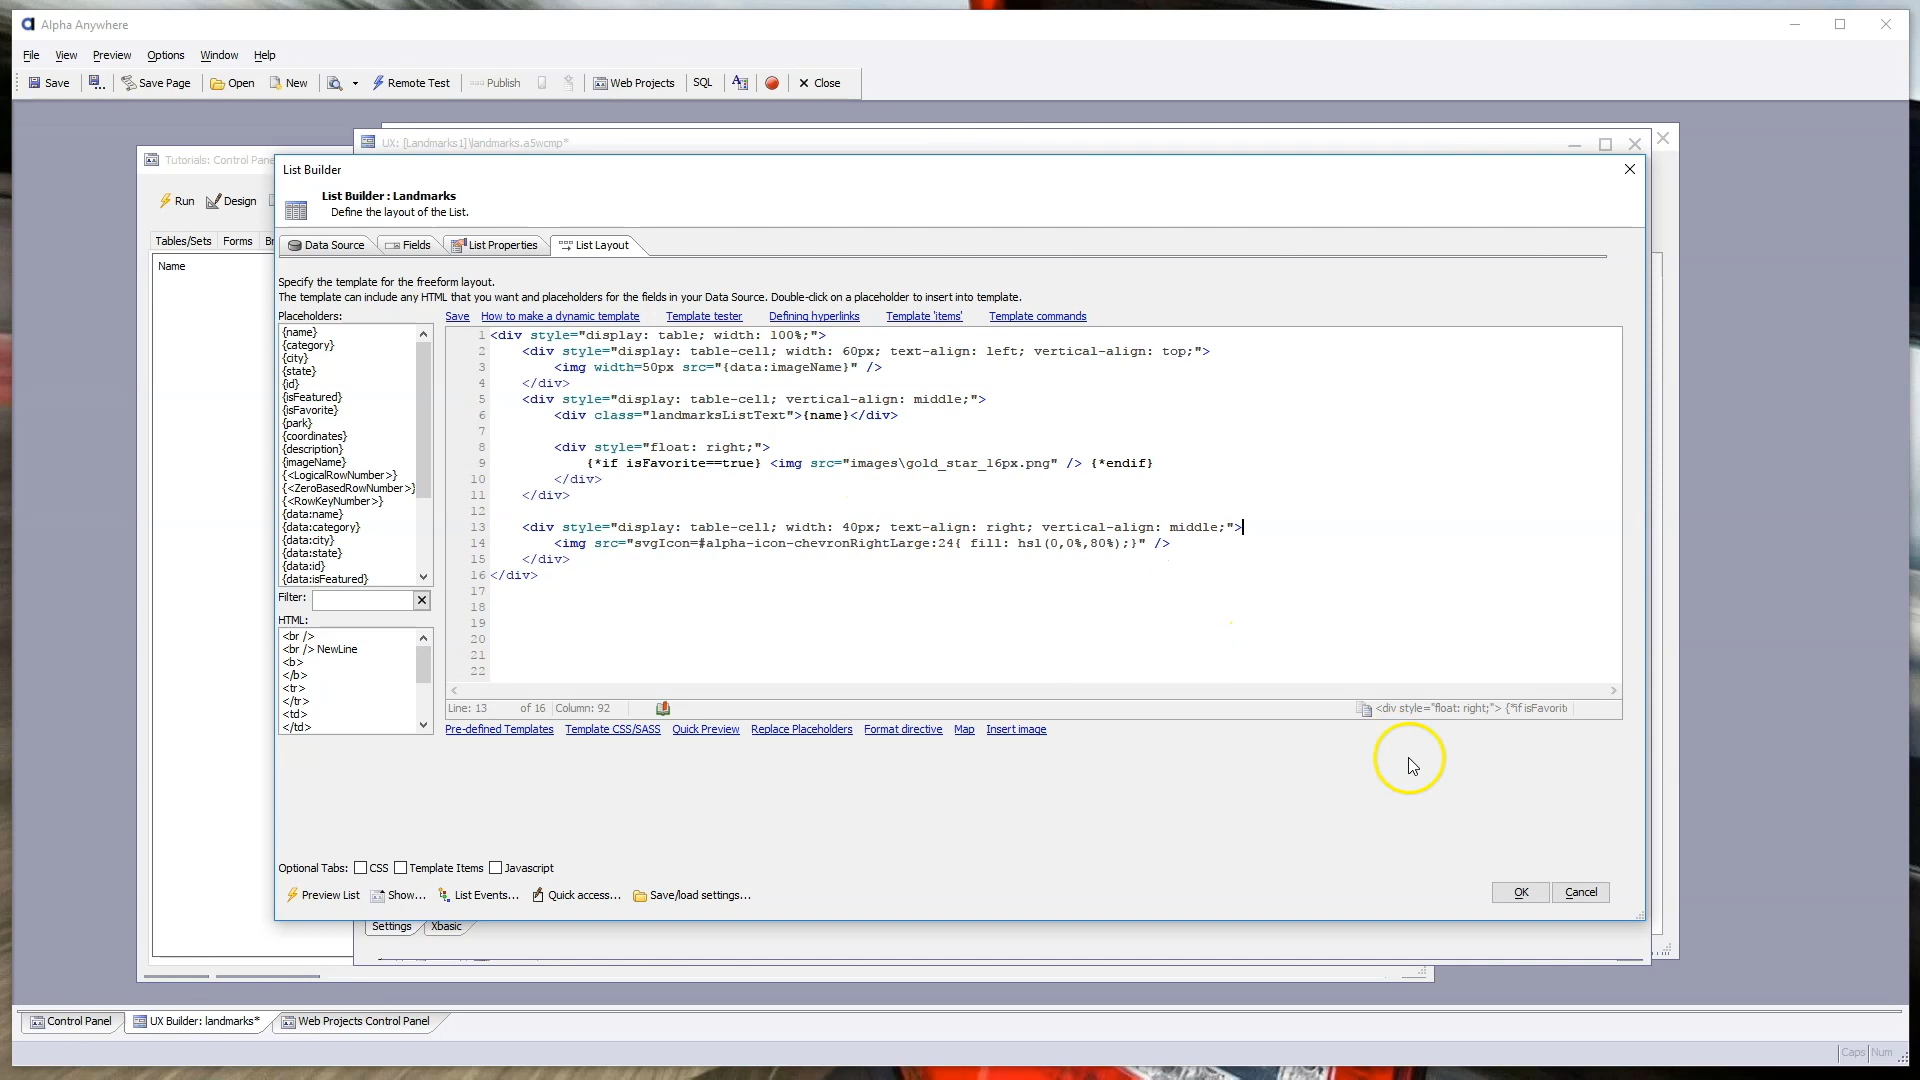 Alpha Anywhere
File View Preview Options Window Help
Save Save Page Open New Remote Test Publish Web Projects SQL Close
UX: [Landmarks1]\landmarks.a5wcmp*
Tutorials: Control Pane
List Builder
List Builder : Landmarks
Define the layout of the List.
Run Design
Tables/Sets Forms Br
Name
Data Source Fields List Properties List Layout
Specify the template for the freeform layout.
The template can include any HTML that you want and placeholders for the fields in your Data Source. Double-click on a placeholder to insert into template.
Placeholders:
Save How to make a dynamic template Template tester Defining hyperlinks Template 'items' Template commands
{name}
{category}
{city}
{state}
{id}
{isFeatured}
{isFavorite}
{park}
{coordinates}
{description}
{imageName}
{<LogicalRowNumber>}
{<ZeroBasedRowNumber>}
{<RowKeyNumber>}
{data:name}
{data:category}
{data:city}
{data:state}
{data:id}
{data:isFeatured}
1 <div style="display: table; width: 100%;">
2 <div style="display: table-cell; width: 60px; text-align: left; vertical-align: top;">
3 <img width=50px src="{data:imageName}" />
4 </div>
5 <div style="display: table-cell; vertical-align: middle;">
6 <div class="landmarksListText">{name}</div>
7
8 <div style="float: right;">
9 {*if isFavorite==true} <img src="images\gold_star_16px.png" /> {*endif}
10 </div>
11 </div>
12
13 <div style="display: table-cell; width: 40px; text-align: right; vertical-align: middle;">
14 <img src="svgIcon=#alpha-icon-chevronRightLarge:24{ fill: hsl(0,0%,80%);}" />
15 </div>
16 </div>
17
18
19
20
21
22
Filter:
HTML:
<br />
<br /> NewLine
<b>
</b>
<tr>
</tr>
<td>
</td>
Line: 13 of 16 Column: 92 <div style="float: right;"> {*if isFavorit
Pre-defined Templates Template CSS/SASS Quick Preview Replace Placeholders Format directive Map Insert image
Optional Tabs: CSS Template Items Javascript
Preview List Show... List Events... Quick access... Save/load settings...
OK Cancel
Settings Xbasic
Control Panel UX Builder: landmarks* Web Projects Control Panel
Caps Num